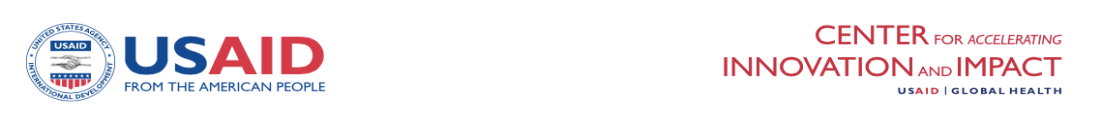 UNITED STATES AGENCY
USAID
INTERNATIONAL DEVELOPMENT
USAID
FROM THE AMERICAN PEOPLE
CENTER FOR ACCELERATING
INNOVATION AND IMPACT
USAID | GLOBAL HEALTH